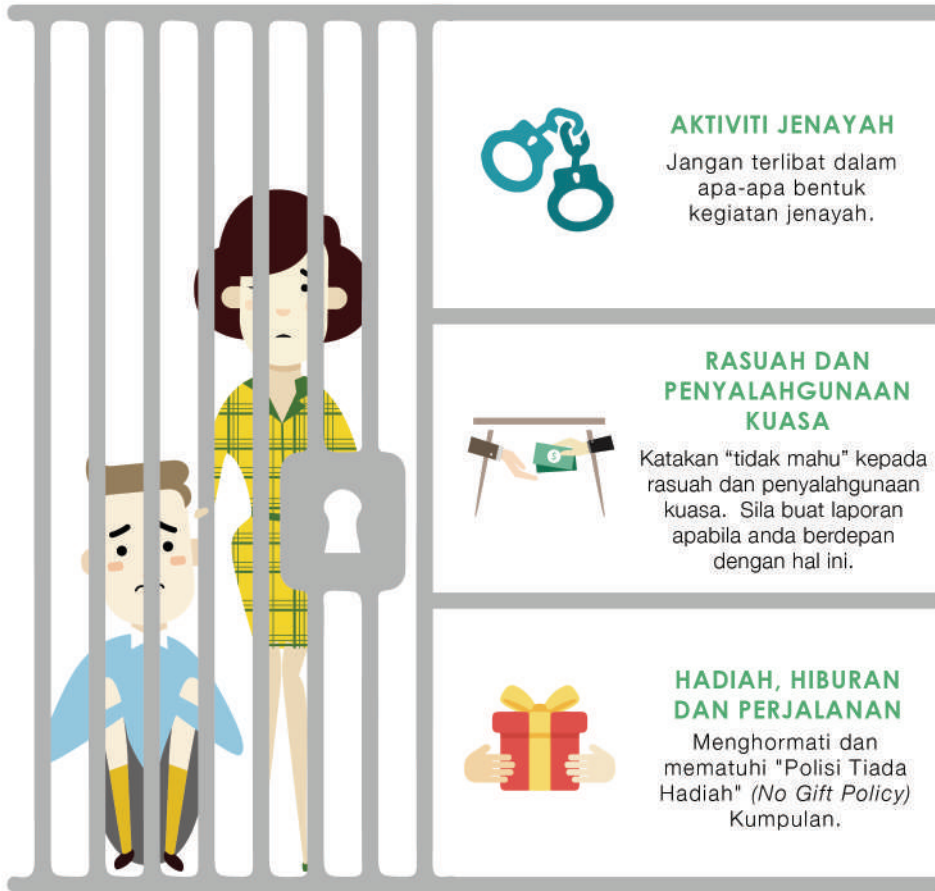 AKTIVITI JENAYAH
Jangan terlibat dalam
apa-apa bentuk
kegiatan jenayah.
RASUAH DAN
PENYALAHGUNAAN
KUASA
Katakan “tidak mahu” kepada
rasuah dan penyalahgunaan
kuasa. Sila buat laporan
apabila anda berdepan
dengan hal ini.
$
HADIAH, HIBURAN
DAN PERJALANAN
Menghormati dan
mematuhi "Polisi Tiada
Hadiah" (No Gift Policy)
Kumpulan.